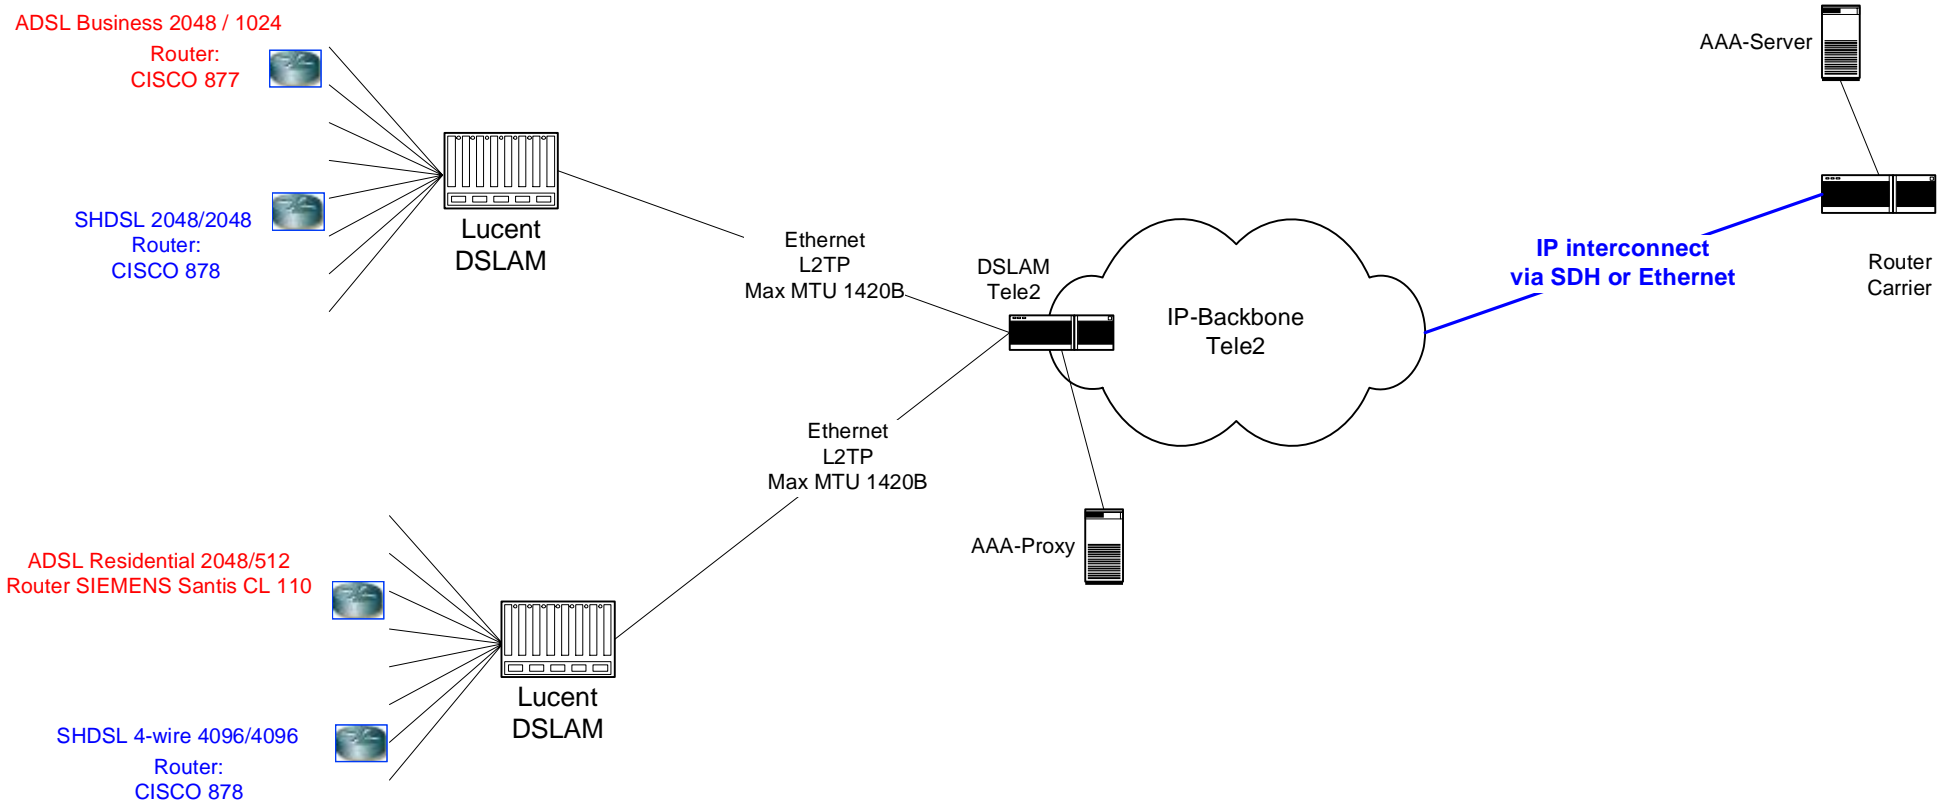 ADSL Business 2048 / 1024
Router:
CISCO 877
SHDSL 2048/2048
Router:
CISCO 878
Lucent
DSLAM
Ethernet
L2TP
Max MTU 1420B
DSLAM
Tele2
IP-Backbone
Tele2
IP interconnect
via SDH or Ethernet
AAA-Server
Router
Carrier
Ethernet
L2TP
Max MTU 1420B
AAA-Proxy
ADSL Residential 2048/512
Router SIEMENS Santis CL 110
Lucent
DSLAM
SHDSL 4-wire 4096/4096
Router:
CISCO 878